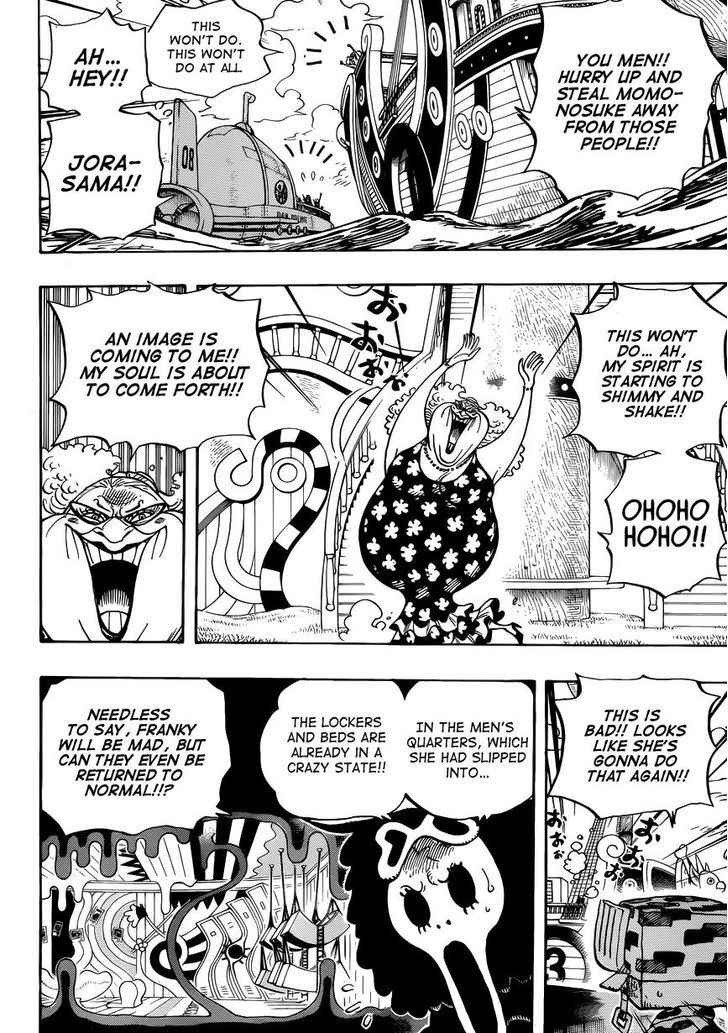 YOU MEN!!
HURRY UP AND
STEAL MOMO-
NOSUKE AWAY
FROM THOSE
PEOPLE!!
THIS
WON'T DO.
THIS WON'T
DO AT ALL
AH...
HEY!!
JORA-
SAMA!!
08
THIS WON'T
DO... AH,
MY SPIRIT IS
STARTING TO
SHIMMY AND
SHAKE!!
OHOHO
HOHO!!
おおお
AN IMAGE IS
COMING TO ME!!
MY SOUL IS ABOUT
TO COME FORTH!!
THIS IS
BAD!! LOOKS
LIKE SHE'S
GONNA DO
THAT AGAIN!!
おおお
3
IN THE MEN'S
QUARTERS, WHICH
SHE HAD SLIPPED
INTO...
THE LOCKERS
AND BEDS ARE
ALREADY IN A
CRAZY STATE!!
NEEDLESS
TO SAY, FRANKY
WILL BE MAD, BUT
CAN THEY EVEN BE
RETURNED TO
NORMAL!!?